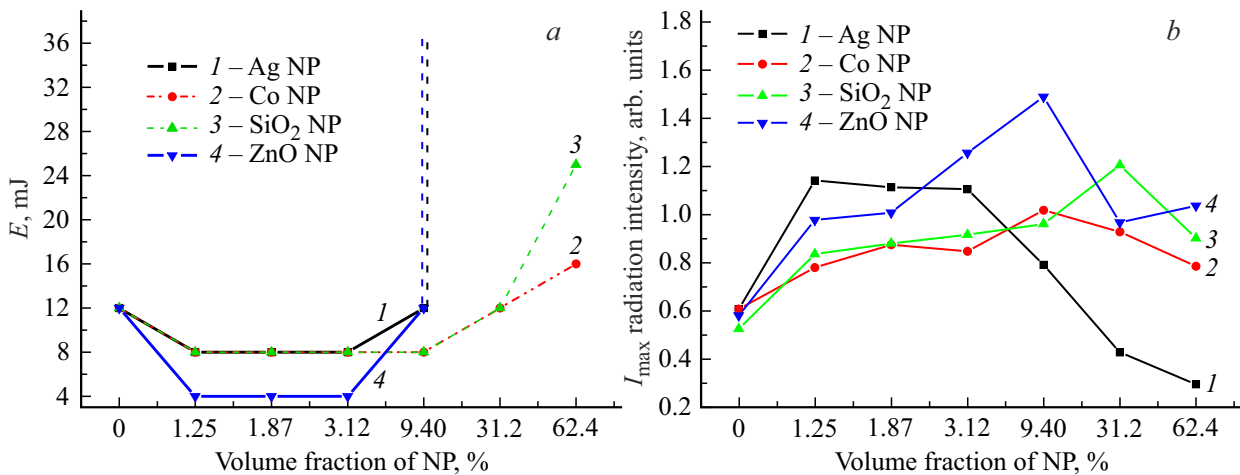 a
1 – Ag NP
2 – Co NP
3 – SiO₂ NP
4 – ZnO NP
E, mJ
36
32
28
24
20
16
12
8
4
1
4
3
2
0 1.25 1.87 3.12 9.40 31.2 62.4
Volume fraction of NP, %
b
1 – Ag NP
2 – Co NP
3 – SiO₂ NP
4 – ZnO NP
I_max radiation intensity, arb. units
1.8
1.6
1.4
1.2
1.0
0.8
0.6
0.4
0.2
4
3
2
1
0 1.25 1.87 3.12 9.40 31.2 62.4
Volume fraction of NP, %